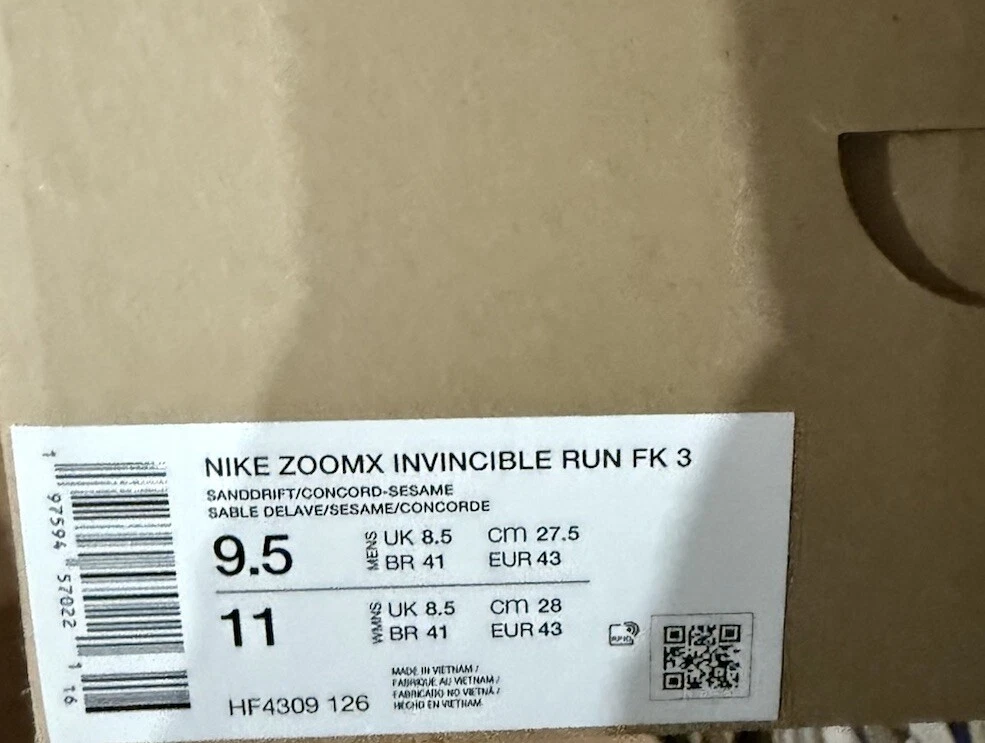 NIKE ZOOMX INVINCIBLE RUN FK 3
SANDDRIFT/CONCORD-SESAME
SABLE DELAVE/SESAME/CONCORDE
9.5 MENS UK 8.5 CM 27.5
BR 41 EUR 43
11 WMNS UK 8.5 CM 28
BR 41 EUR 43
RFID
MADE IN VIETNAM /
FABRIQUE AU VIETNAM /
FABRICADO NO VIETNÃ /
HECHO EN VIETNAM
HF4309 126
1 97594 57022 1 16